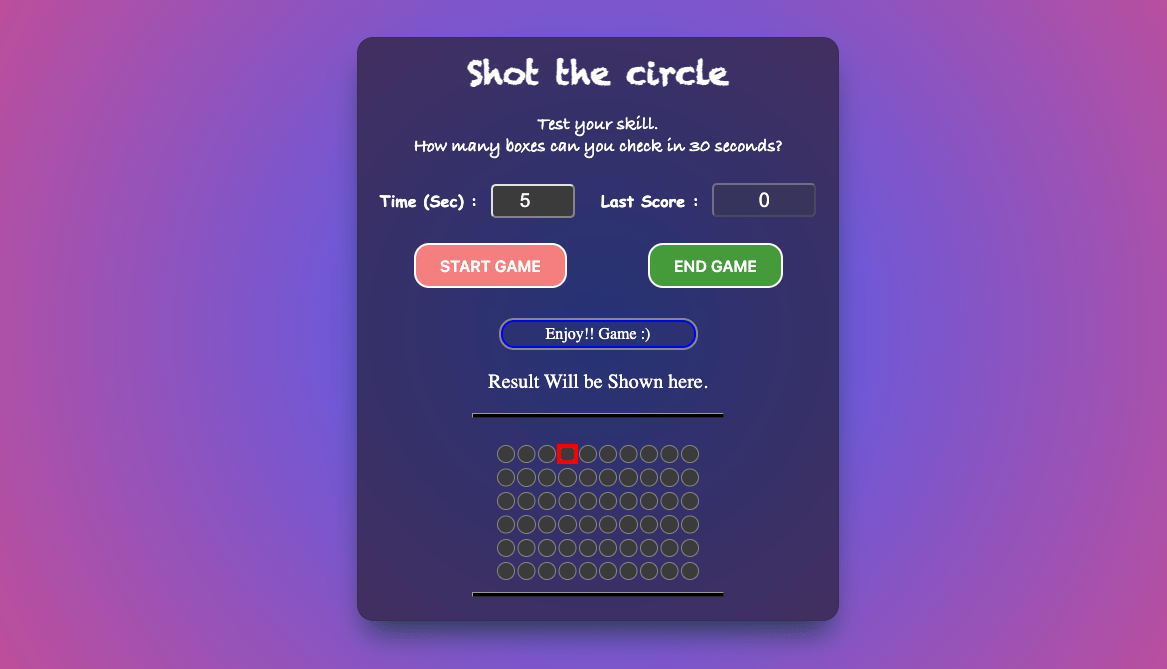 Shot the circle
Test your skill.
How many boxes can you check in 30 seconds?
Time (Sec) : 5 Last Score : 0
START GAME END GAME
Enjoy!! Game :)
Result Will be Shown here.